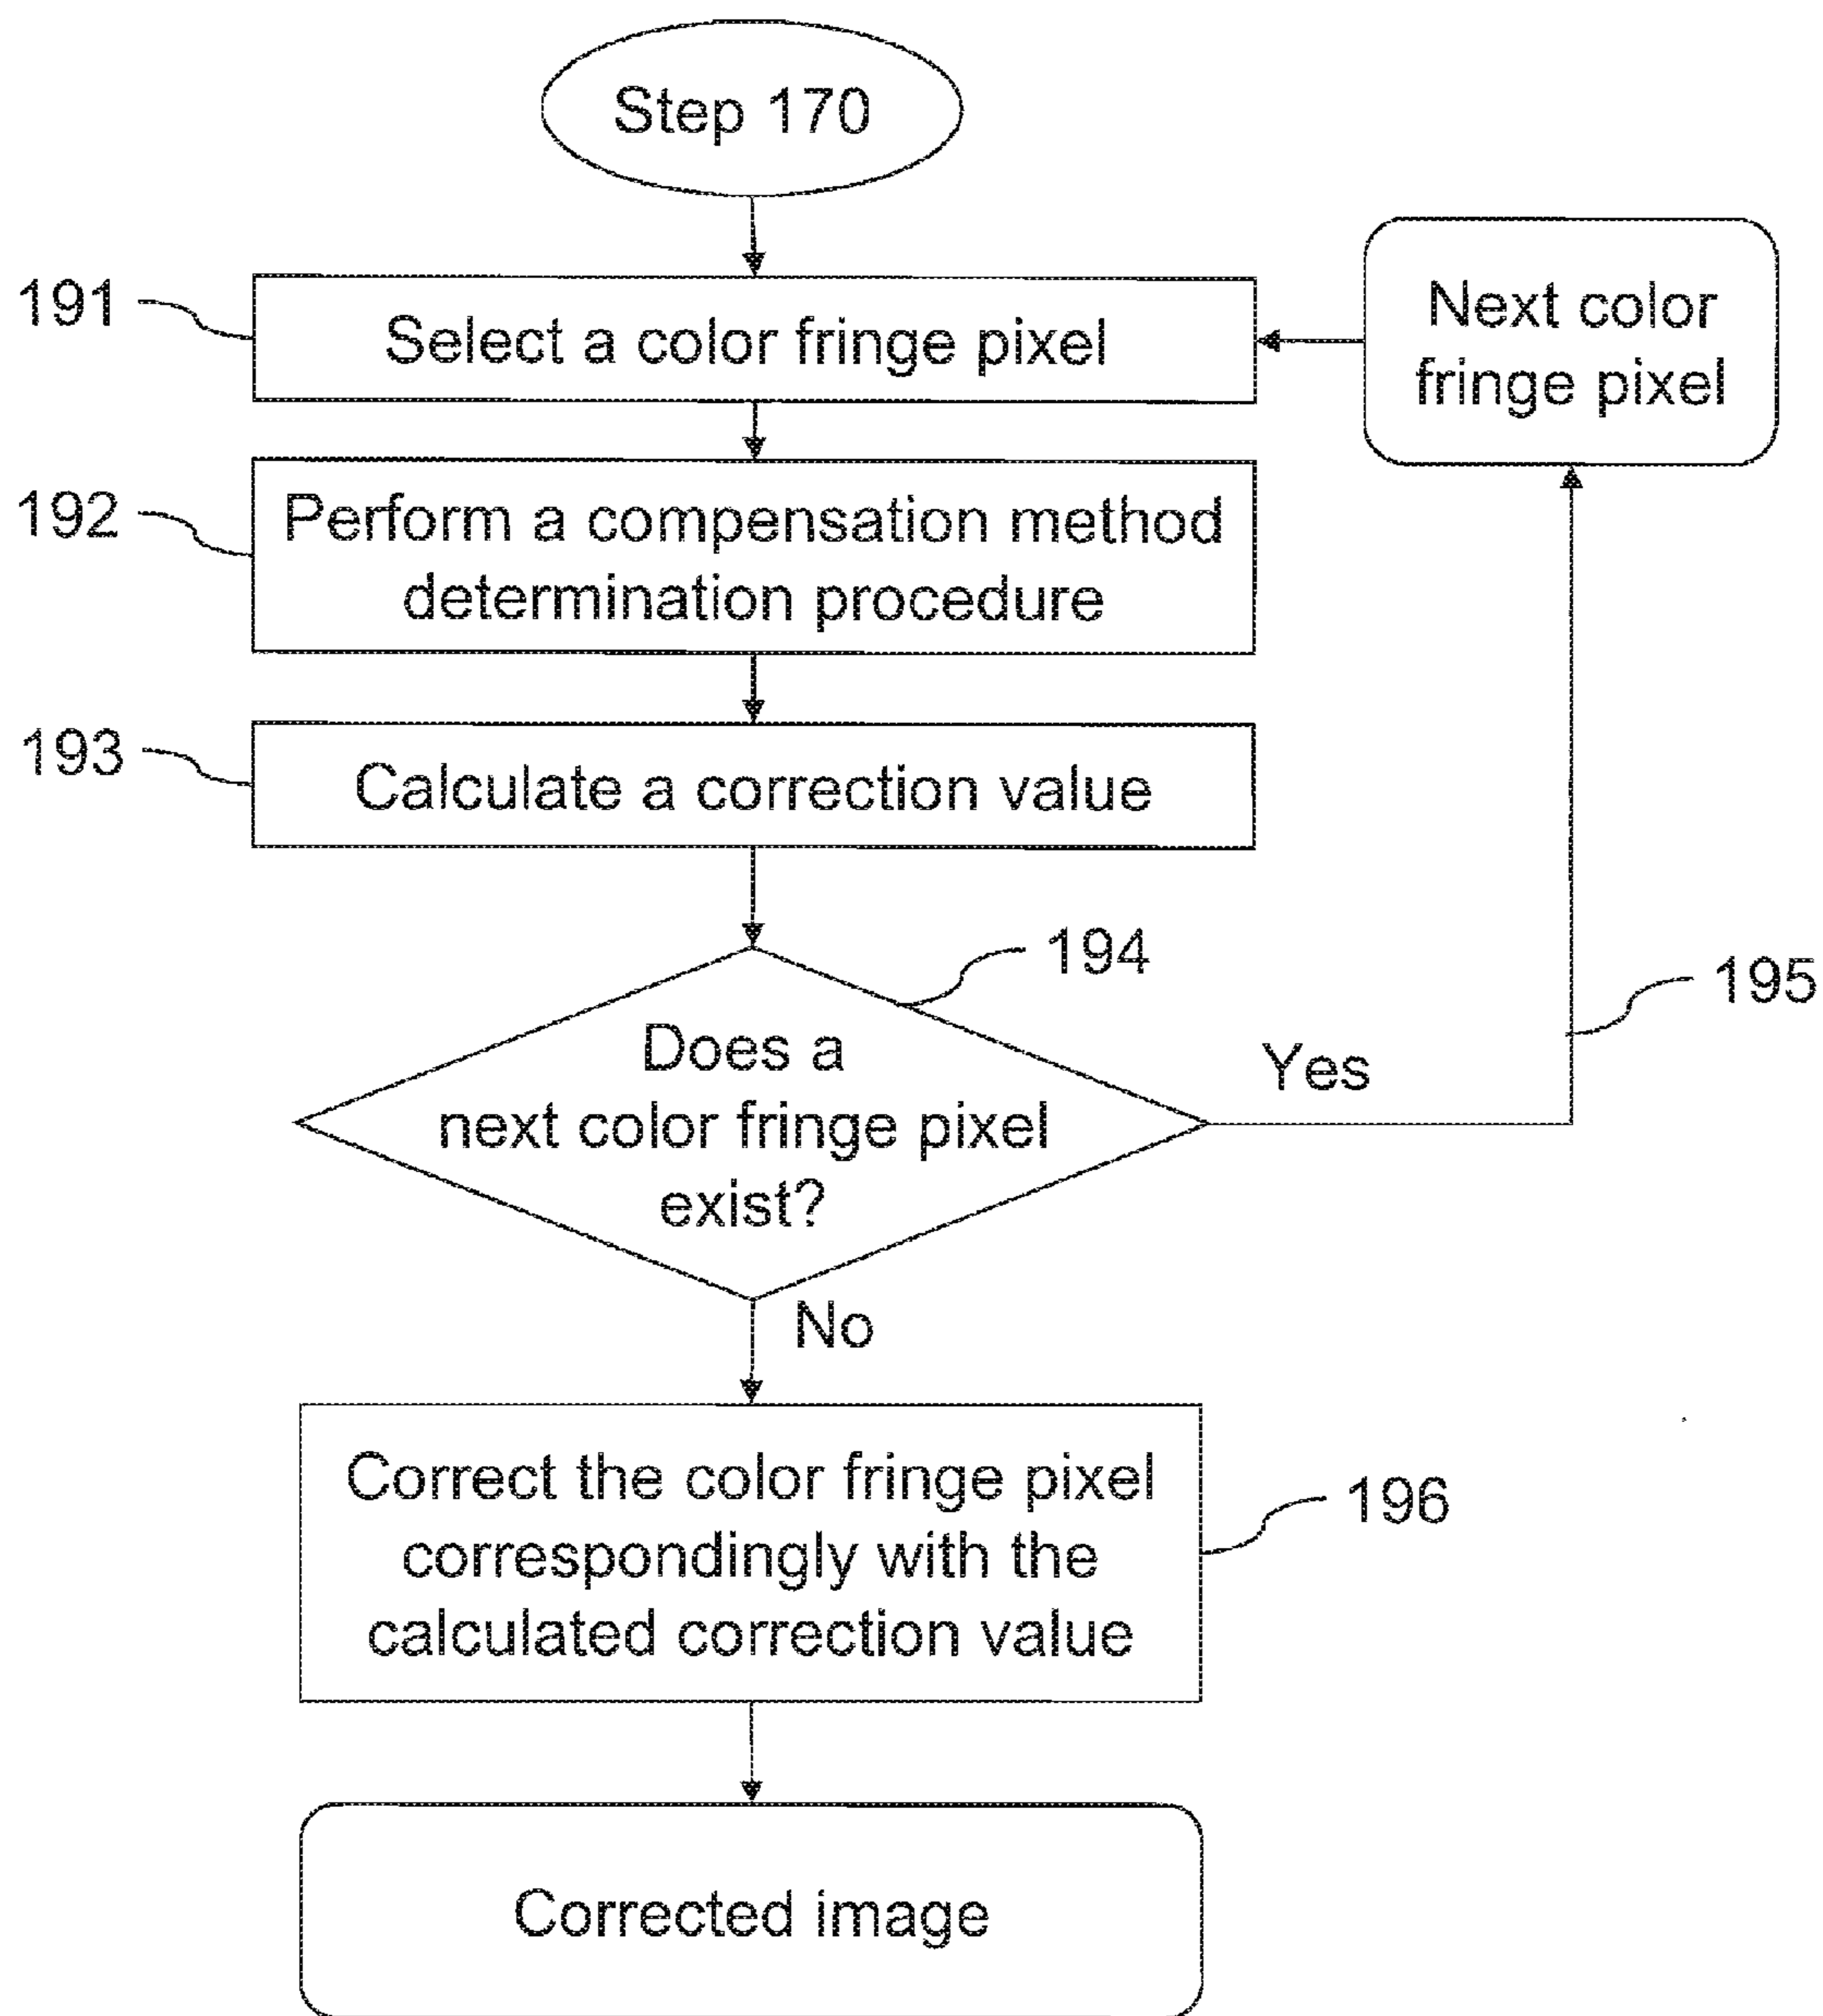 Step 170
191
Select a color fringe pixel
Next color
fringe pixel
192
Perform a compensation method
determination procedure
193
Calculate a correction value
194
Does a
next color fringe pixel
exist?
Yes
195
No
Correct the color fringe pixel
correspondingly with the
calculated correction value
196
Corrected image